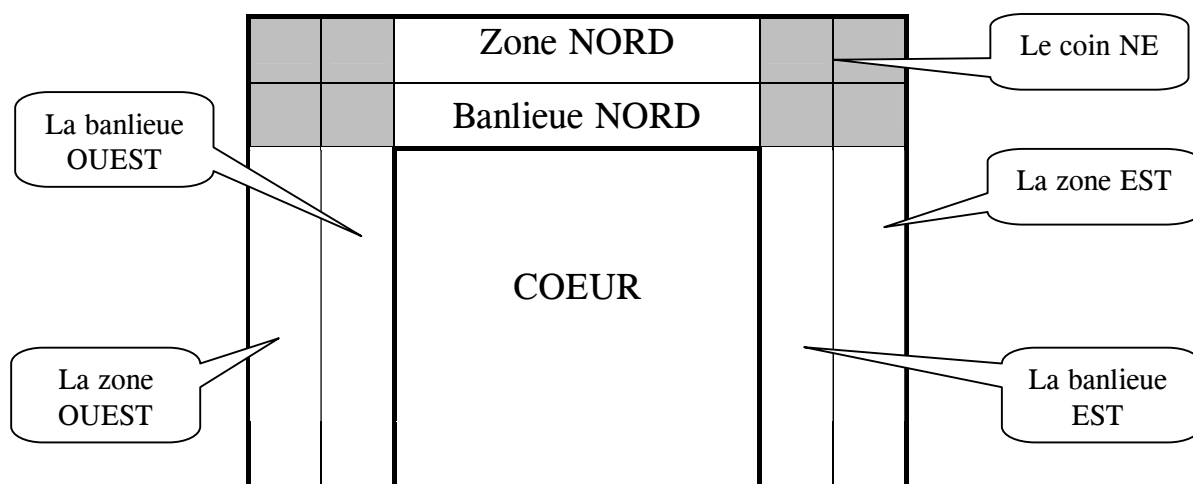 Zone NORD
Le coin NE
Banlieue NORD
La banlieue
OUEST
La zone EST
COEUR
La zone
OUEST
La banlieue
EST